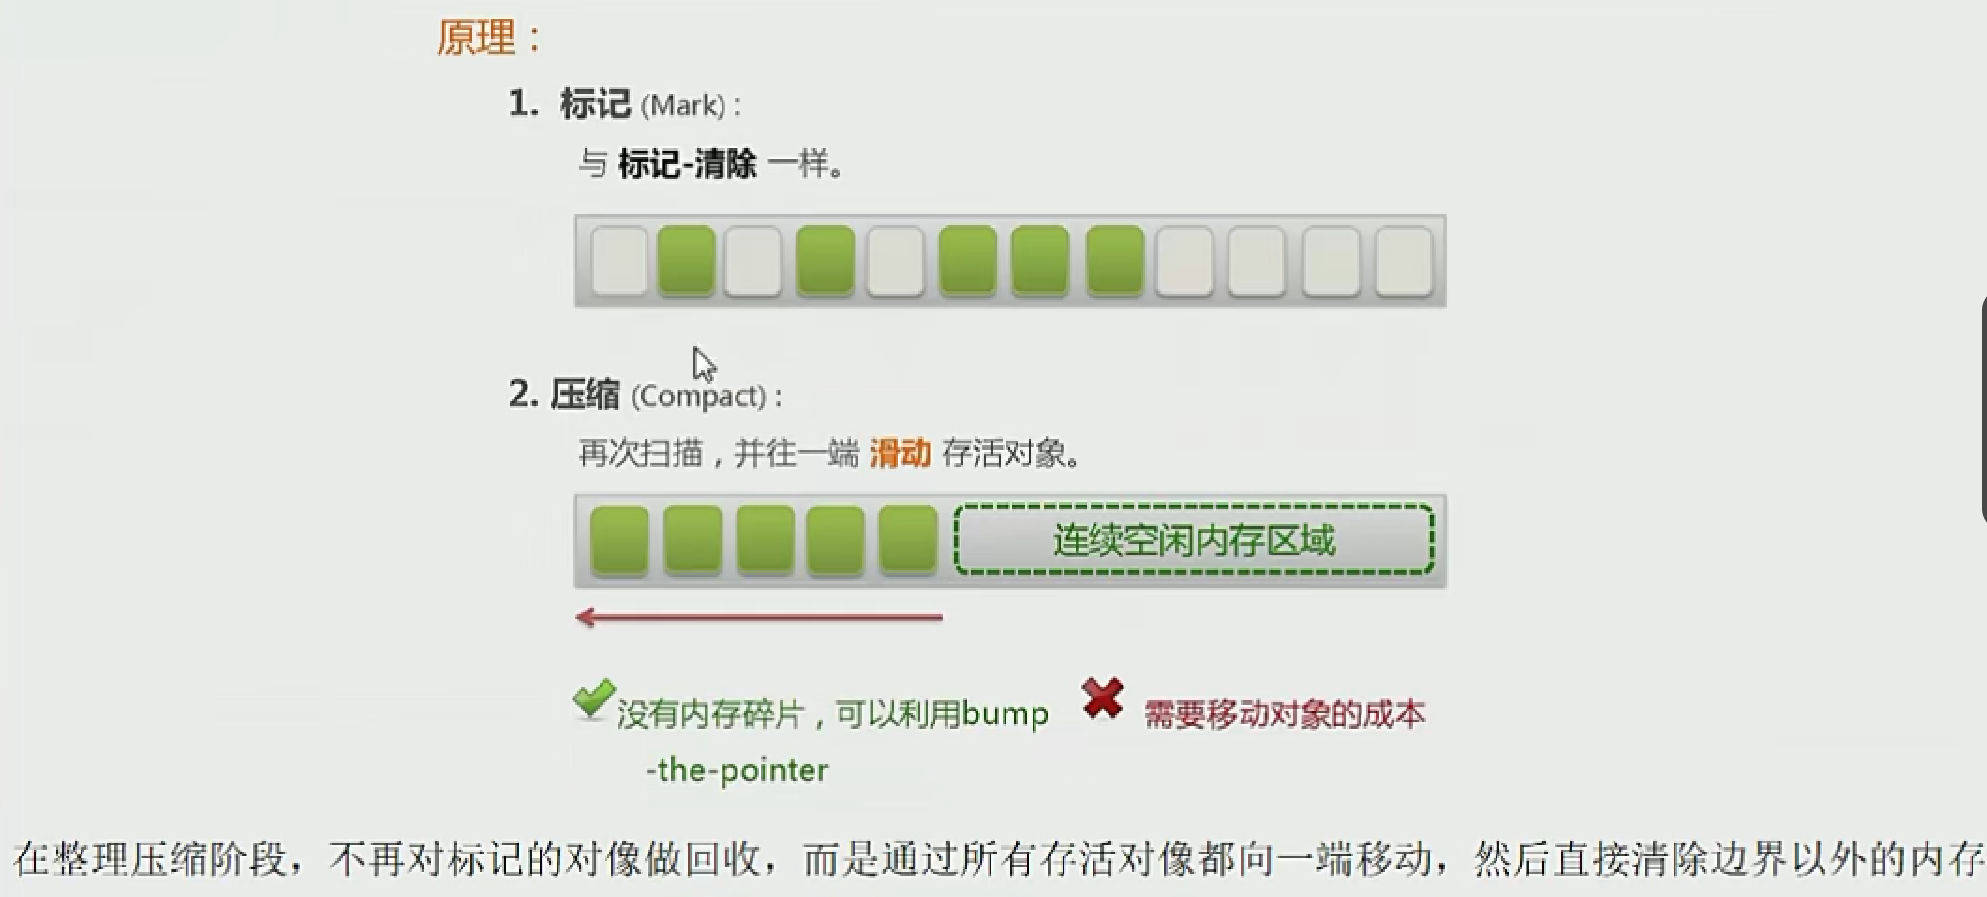 原理：
1. 标记 (Mark)：
与 标记-清除 一样。
2. 压缩 (Compact)：
再次扫描，并往一端 滑动 存活对象。
连续空闲内存区域
没有内存碎片，可以利用bump
-the-pointer
需要移动对象的成本
在整理压缩阶段，不再对标记的对像做回收，而是通过所有存活对像都向一端移动，然后直接清除边界以外的内存